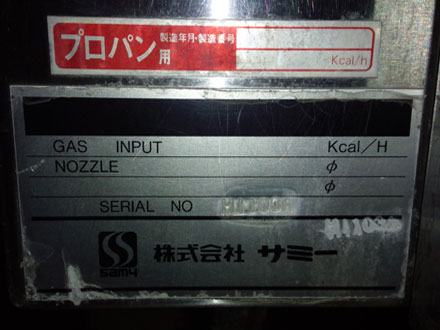 プロパン用
製造年月・製造番号
Kcal/h
GAS INPUT Kcal/H
NOZZLE φ
φ
SERIAL NO
samy 株式会社 サミー